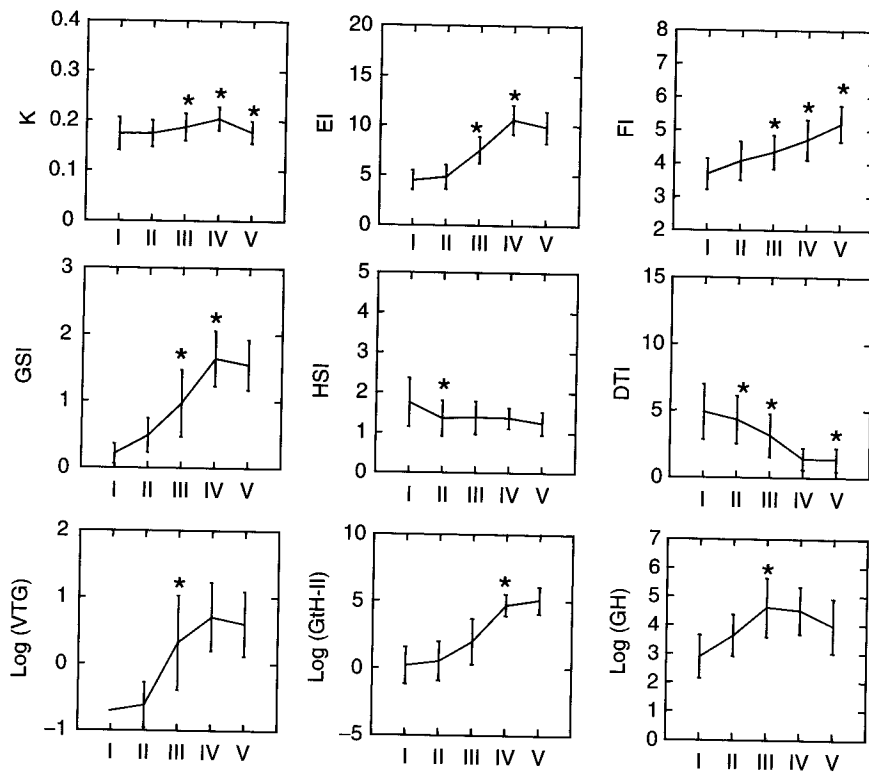 0.4
0.3
0.2
0.1
0
K
* * *
I II III IV V
20
15
10
5
0
EI
* *
I II III IV V
8
7
6
5
4
3
2
FI
* * *
I II III IV V
3
2
1
0
GSI
* *
I II III IV V
5
4
3
2
1
0
HSI
*
I II III IV V
15
10
5
0
DTI
* * *
I II III IV V
2
1
0
−1
Log (VTG)
*
I II III IV V
10
5
0
−5
Log (GtH-II)
*
I II III IV V
7
6
5
4
3
2
1
0
Log (GH)
*
I II III IV V